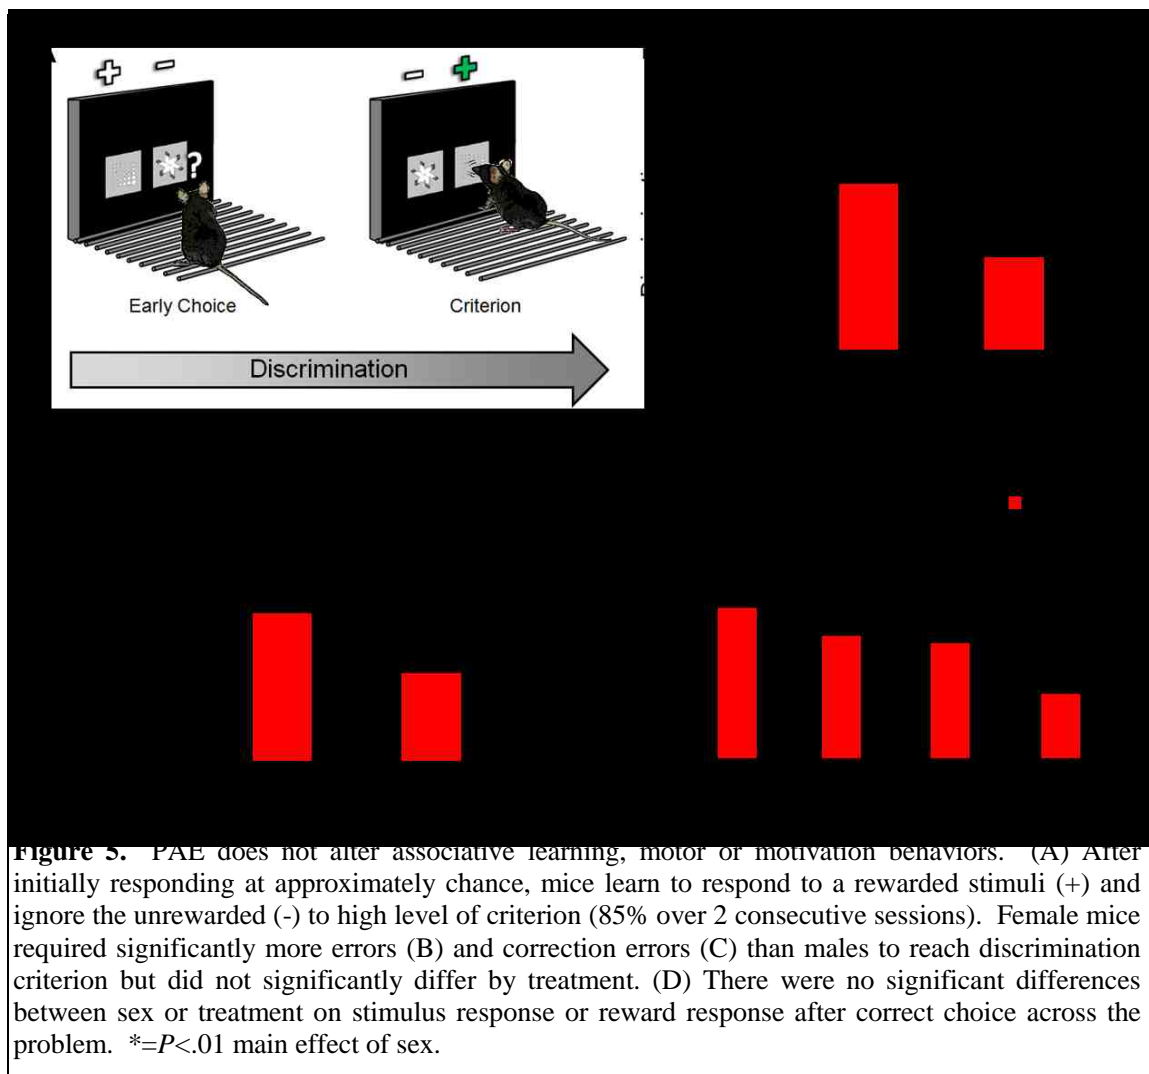 + - - +
?
Early Choice Criterion
Discrimination
Figure 5. PAE does not alter associative learning, motor or motivation behaviors. (A) After
initially responding at approximately chance, mice learn to respond to a rewarded stimuli (+) and
ignore the unrewarded (-) to high level of criterion (85% over 2 consecutive sessions). Female mice
required significantly more errors (B) and correction errors (C) than males to reach discrimination
criterion but did not significantly differ by treatment. (D) There were no significant differences
between sex or treatment on stimulus response or reward response after correct choice across the
problem. *=P<.01 main effect of sex.